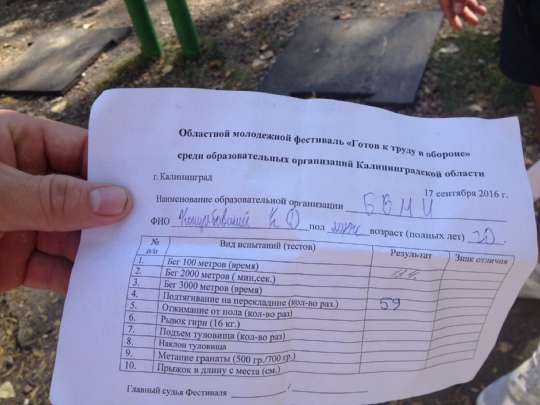 Областной молодежной фестиваль «Готов к труду в обороне»
среди образовательных организаций Калининградской области
г. Калининград
17 сентября 2016 г.
Наименование образовательной организации БВМИ
ФИО К Ф пол муж возраст (полных лет) 20.
№ п/п Вид испытаний (тестов) Результат Знак отличия
1. Бег 100 метров (время)
2. Бег 2000 метров ( мин,сек.)
3. Бег 3000 метров (время)
4. Подтягивание на перекладине (кол-во раз.) 59
5. Отжимание от пола (кол-во раз)
6. Рывок гири (16 кг.)
7. Подъем туловища (кол-во раз)
8. Наклон туловища
9. Метание гранаты (500 гр./700 гр.)
10. Прыжок в длину с места (см.)
Главный судья Фестиваля ____________/____________